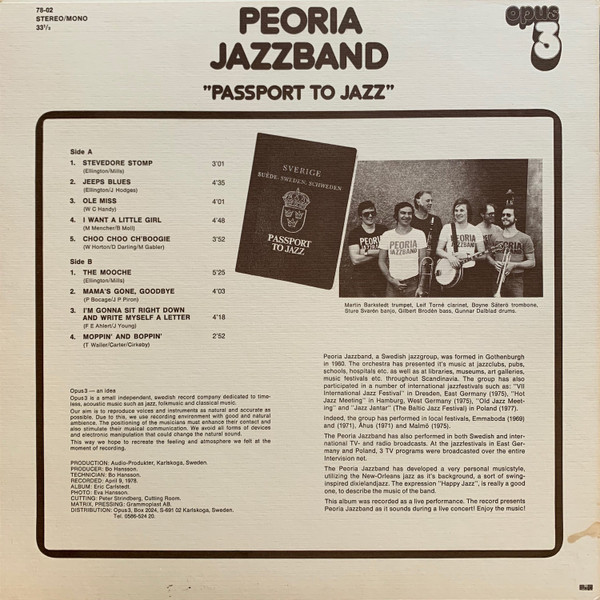 78-02
STEREO/MONO
33⅓
PEORIA
JAZZBAND
"PASSPORT TO JAZZ"
opus
3
Side A
1. STEVEDORE STOMP 3'01
(Ellington/Mills)
2. JEEPS BLUES 4'35
(Ellington/J Hodges)
3. OLE MISS 4'01
(W C Handy)
4. I WANT A LITTLE GIRL 4'48
(M Mencher/B Moll)
5. CHOO CHOO CH'BOOGIE 3'52
(W Horton/D Darling/M Gabler)
Side B
1. THE MOOCHE 5'25
(Ellington/Mills)
2. MAMA'S GONE, GOODBYE 4'03
(P Bocage/J P Piron)
3. I'M GONNA SIT RIGHT DOWN
AND WRITE MYSELF A LETTER 4'18
(F E Ahlert/J Young)
4. MOPPIN' AND BOPPIN' 2'52
(T Waller/Carter/Cirkeby)
SVERIGE
SUÈDE. SWEDEN. SCHWEDEN
PASSPORT
TO JAZZ
PEORIA
PEORIA
JAZZBAND
PEORIA
JAZZBAND
Martin Barkstedt trumpet, Leif Torné clarinet, Boyne Säterö trombone,
Sture Svarén banjo, Gilbert Brodén bass, Gunnar Dalblad drums.
Opus3 — an idea
Opus3 is a small independent, swedish record company dedicated to time-
less, acoustic music such as jazz, folkmusic and classical music.
Our aim is to reproduce voices and instruments as natural and accurate as
possible. Due to this, we use recording environment with good and natural
ambience. The positioning of the musicians must enhance their contact and
also stimulate their musical communication. We avoid all forms of devices
and electronic manipulation that could change the natural sound.
This way we hope to recreate the feeling and atmosphere we felt at the
moment of recording.
PRODUCTION: Audio-Produkter, Karlskoga, Sweden.
PRODUCER: Bo Hansson.
TECHNICIAN: Bo Hansson.
RECORDED: April 9, 1978.
ALBUM: Eric Carlstedt.
PHOTO: Eva Hansson.
CUTTING: Peter Strindberg, Cutting Room.
MATRIX, PRESSING: Grammoplast AB.
DISTRIBUTION: Opus3, Box 2024, S-691 02 Karlskoga, Sweden.
Tel. 0586-524 20.
Peoria Jazzband, a Swedish jazzgroup, was formed in Gothenburgh
in 1960. The orchestra has presented it's music at jazzclubs, pubs,
schools, hospitals etc. as well as at libraries, museums, art galleries,
music festivals etc. throughout Scandinavia. The group has also
participated in a number of international jazzfestivals such as: "VII
International Jazz Festival" in Dresden, East Germany (1975), "Hot
Jazz Meeting" in Hamburg, West Germany (1975), "Old Jazz Meet-
ing" and "Jazz Jantar" (The Baltic Jazz Festival) in Poland (1977).
Indeed, the group has performed in local festivals, Emmaboda (1969)
and (1971), Åhus (1971) and Malmö (1975).
The Peoria Jazzband has also performed in both Swedish and inter-
national TV- and radio broadcasts. At the jazzfestivals in East Ger-
many and Poland, 3 TV programs were broadcasted over the entire
Intervision net.
The Peoria Jazzband has developed a very personal musicstyle,
utilizing the New-Orleans jazz as it's background, a sort of swing-
inspired dixielandjazz. The expression "Happy Jazz", is really a good
one, to describe the music of the band.
This album was recorded as a live performance. The record presents
Peoria Jazzband as it sounds during a live concert! Enjoy the music!